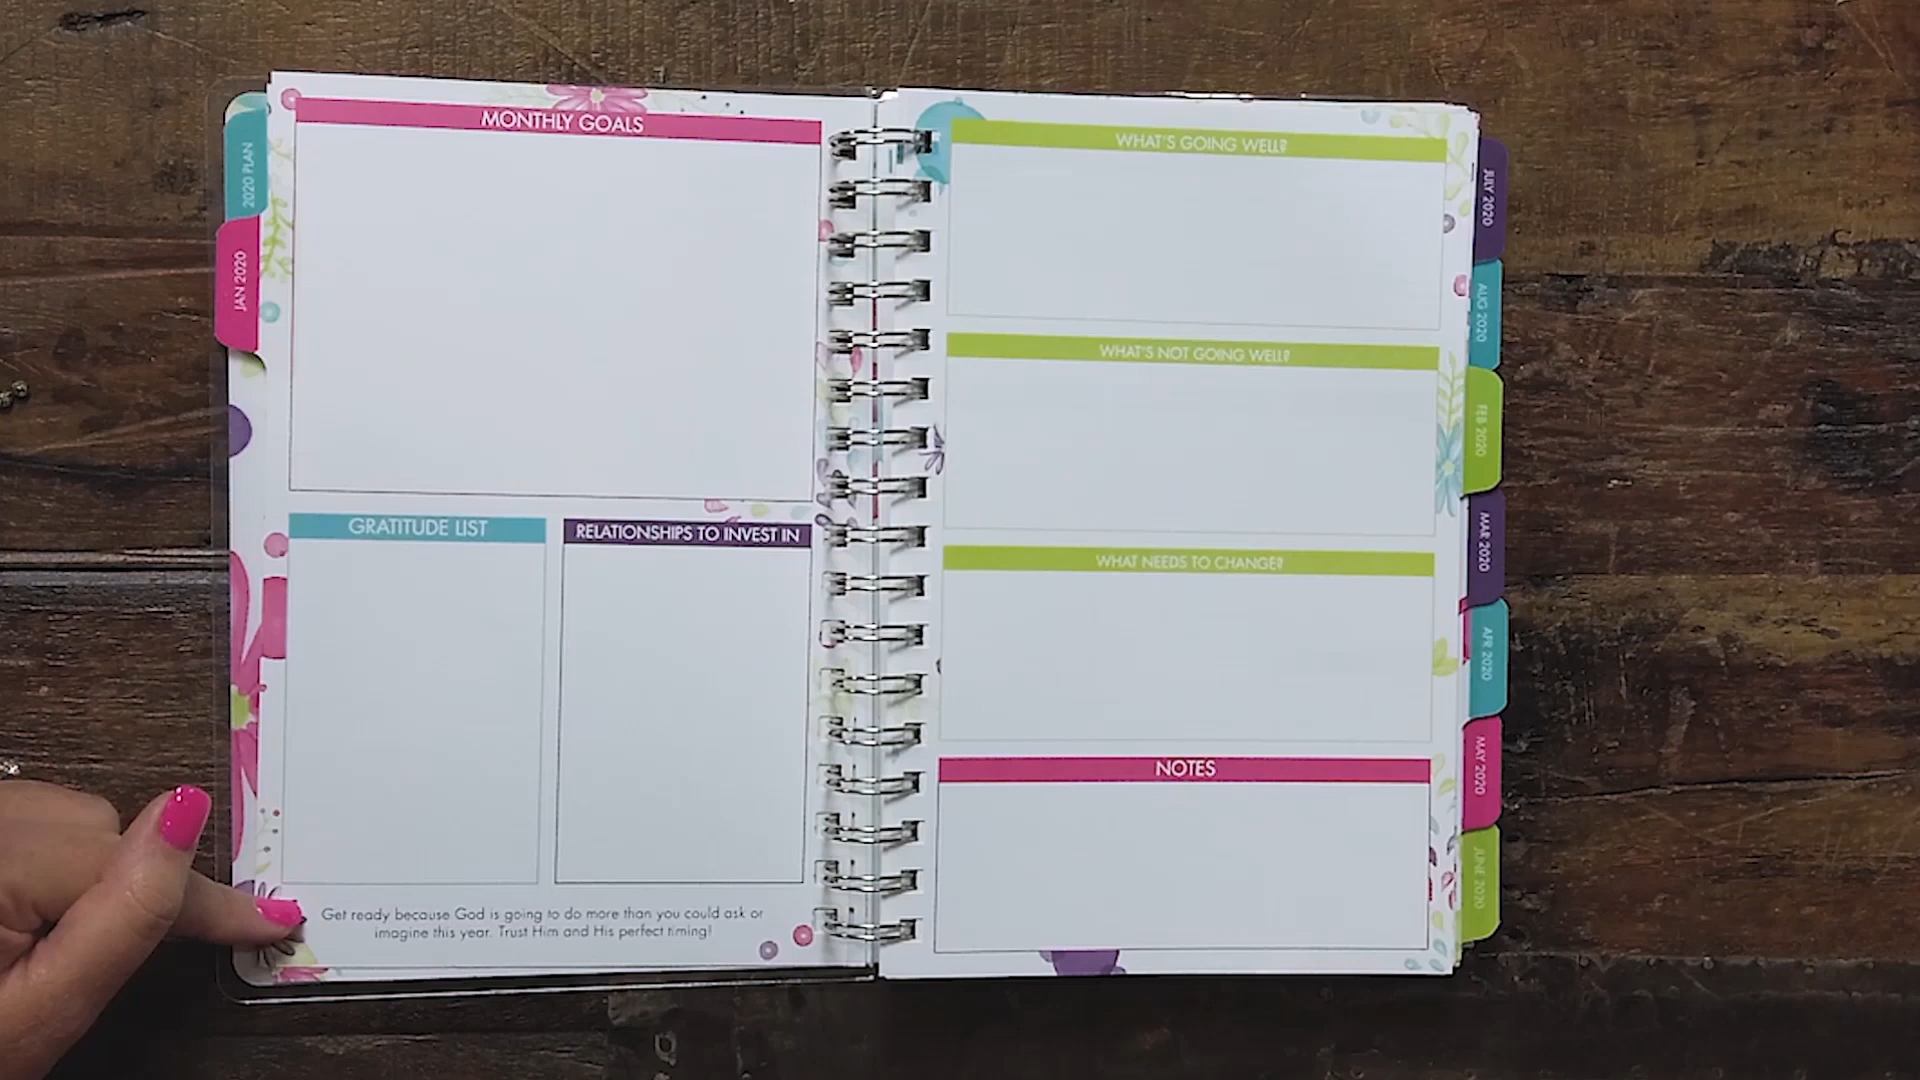 2020 PLAN
JAN 2020
MONTHLY GOALS
GRATITUDE LIST
RELATIONSHIPS TO INVEST IN
Get ready because God is going to do more than you could ask or
imagine this year. Trust Him and His perfect timing!
WHAT'S GOING WELL?
WHAT'S NOT GOING WELL?
WHAT NEEDS TO CHANGE?
NOTES
JULY 2020
AUG 2020
FEB 2020
MAR 2020
APR 2020
MAY 2020
JUNE 2020